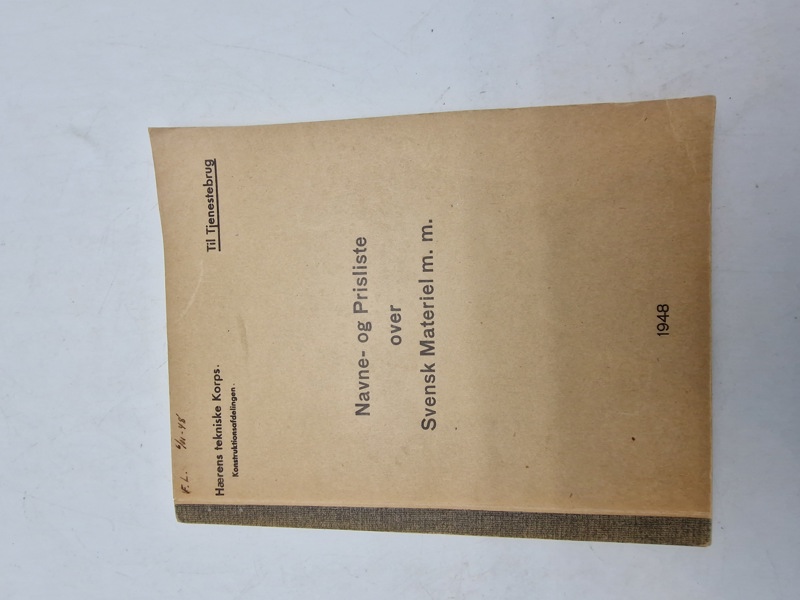 F. L.
Hærens tekniske Korps.
Til Tjenestebrug
Konstruktionsafdelingen.
Navne- og Prisliste
over
Svensk Materiel m. m.
1948